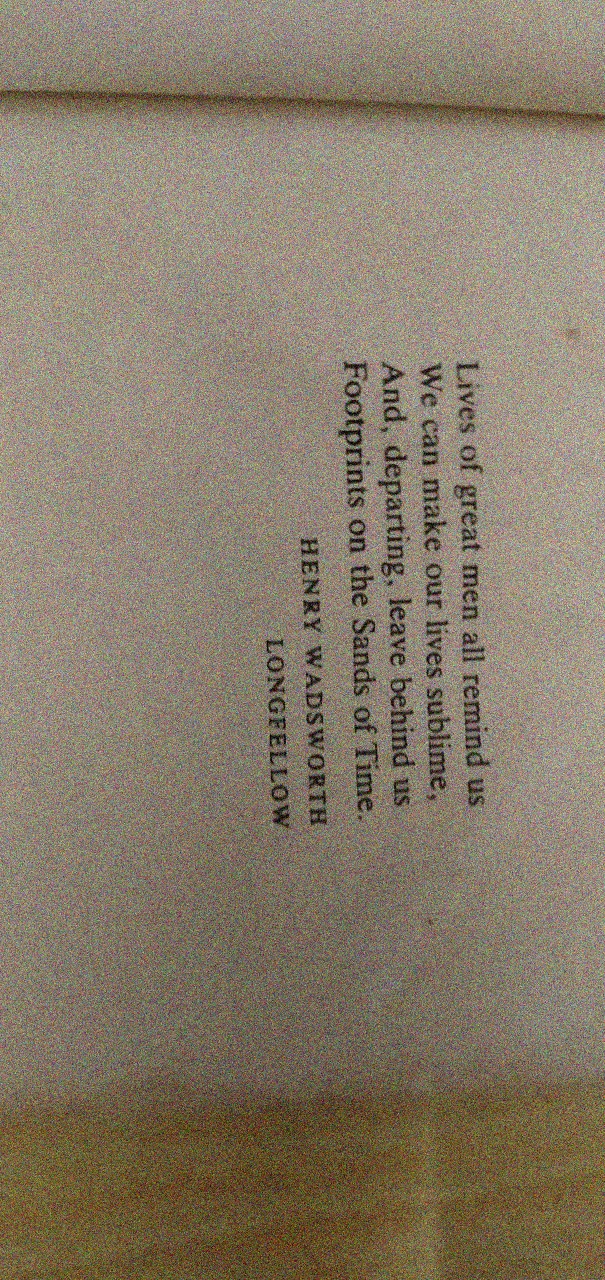 Lives of great men all remind us
We can make our lives sublime,
And, departing, leave behind us
Footprints on the Sands of Time.
HENRY WADSWORTH
LONGFELLOW